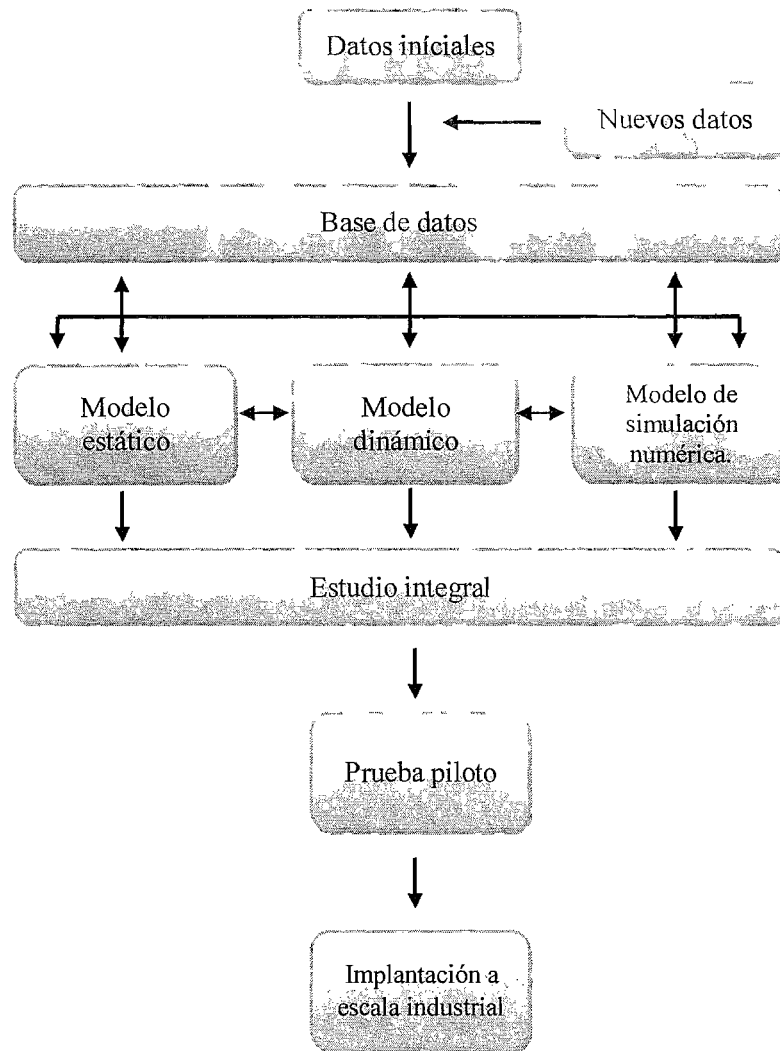 Datos iníciales
Nuevos datos
Base de datos
Modelo
estático
Modelo
dinámico
Modelo de
simulación
numérica.
Estudio integral
Prueba piloto
Implantación a
escala industrial